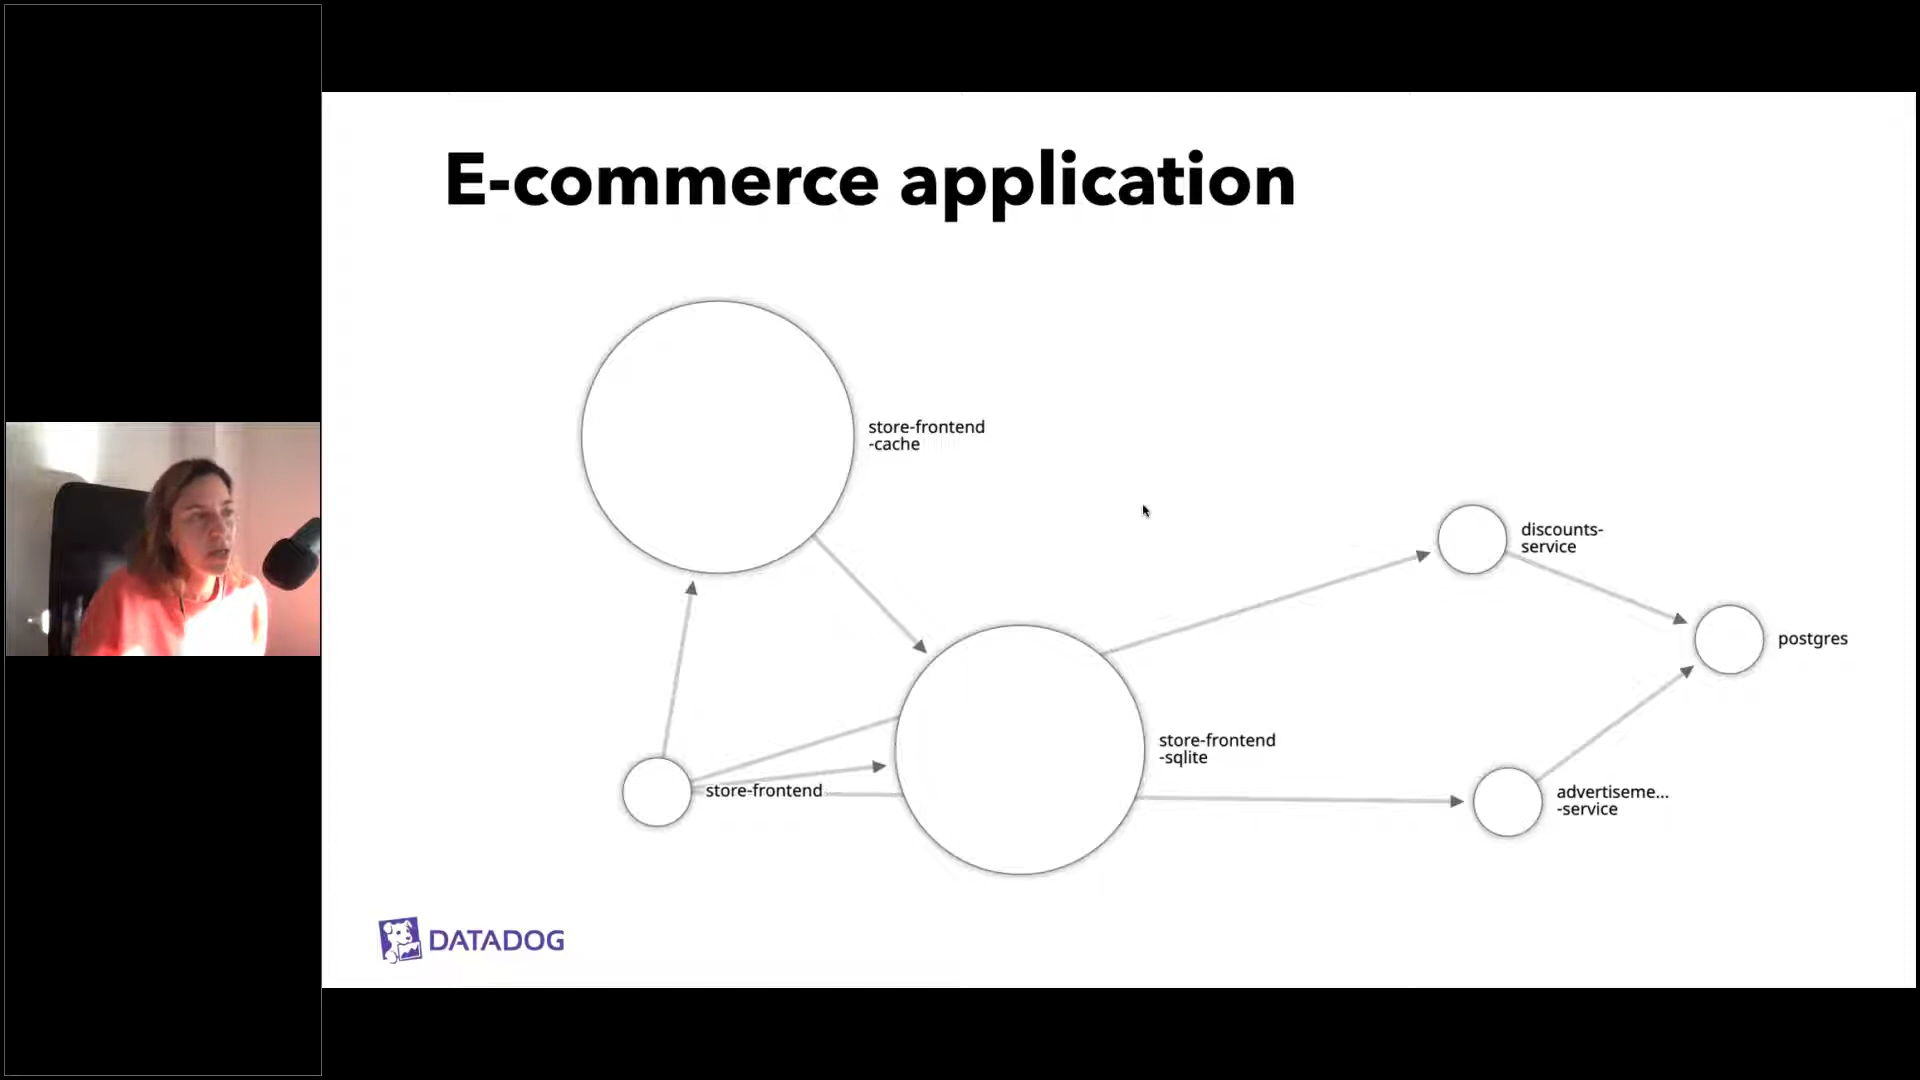 E-commerce application
store-frontend
-cache
discounts-
service
postgres
store-frontend
-sqlite
store-frontend
advertiseme...
-service
DATADOG